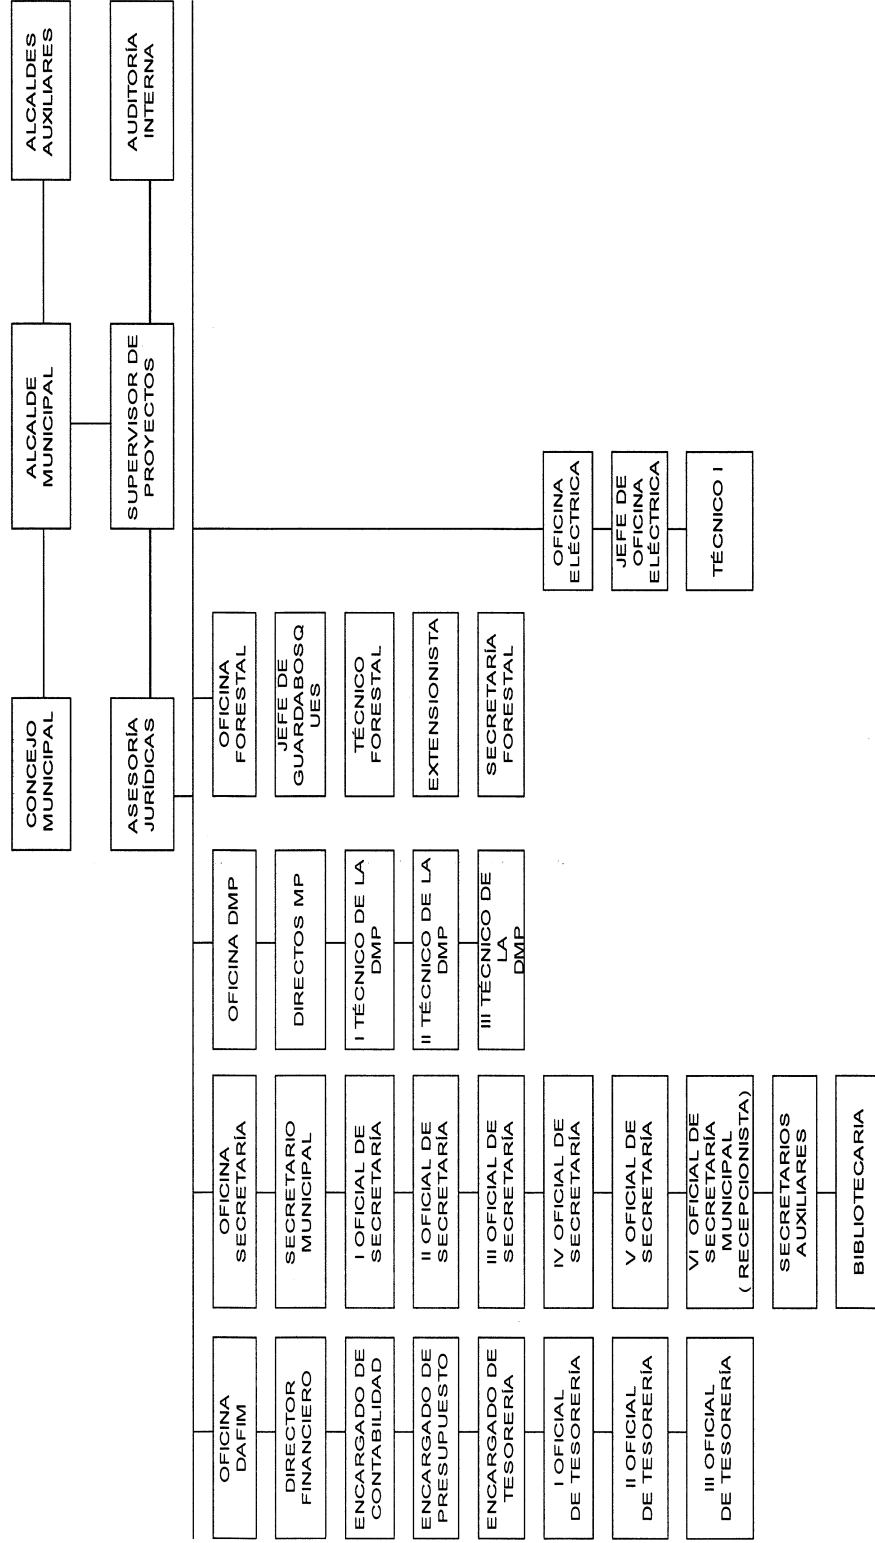 CONCEJO
MUNICIPAL
ALCALDE
MUNICIPAL
ALCALDES
AUXILIARES
ASESORÍA
JURÍDICAS
SUPERVISOR DE
PROYECTOS
AUDITORÍA
INTERNA
OFICINA
DAFIM
DIRECTOR
FINANCIERO
ENCARGADO DE
CONTABILIDAD
ENCARGADO DE
PRESUPUESTO
ENCARGADO DE
TESORERÍA
I OFICIAL
DE TESORERÍA
II OFICIAL
DE TESORERÍA
III OFICIAL
DE TESORERÍA
OFICINA
SECRETARÍA
SECRETARIO
MUNICIPAL
I OFICIAL DE
SECRETARÍA
II OFICIAL DE
SECRETARÍA
III OFICIAL DE
SECRETARÍA
IV OFICIAL DE
SECRETARÍA
V OFICIAL DE
SECRETARÍA
VI OFICIAL DE
SECRETARÍA
MUNICIPAL
( RECEPCIONISTA)
SECRETARIOS
AUXILIARES
BIBLIOTECARIA
OFICINA DMP
DIRECTOS MP
I TÉCNICO DE LA
DMP
II TÉCNICO DE LA
DMP
III TÉCNICO DE
LA
DMP
OFICINA
FORESTAL
JEFE DE
GUARDABOSQ
UES
TÉCNICO
FORESTAL
EXTENSIONISTA
SECRETARÍA
FORESTAL
OFICINA
ELÉCTRICA
JEFE DE
OFICINA
ELÉCTRICA
TÉCNICO I